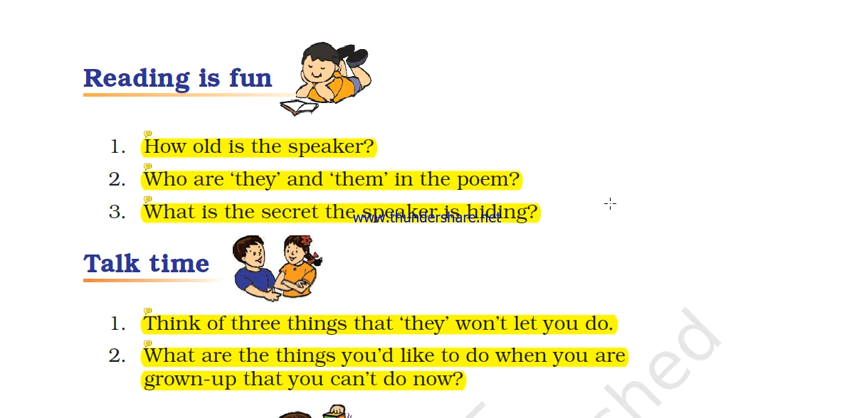 Reading is fun
1. How old is the speaker?
2. Who are ‘they’ and ‘them’ in the poem?
3. What is the secret the speaker is hiding?
www.thundershare.net
Talk time
1. Think of three things that ‘they’ won’t let you do.
2. What are the things you’d like to do when you are
grown-up that you can’t do now?
shed